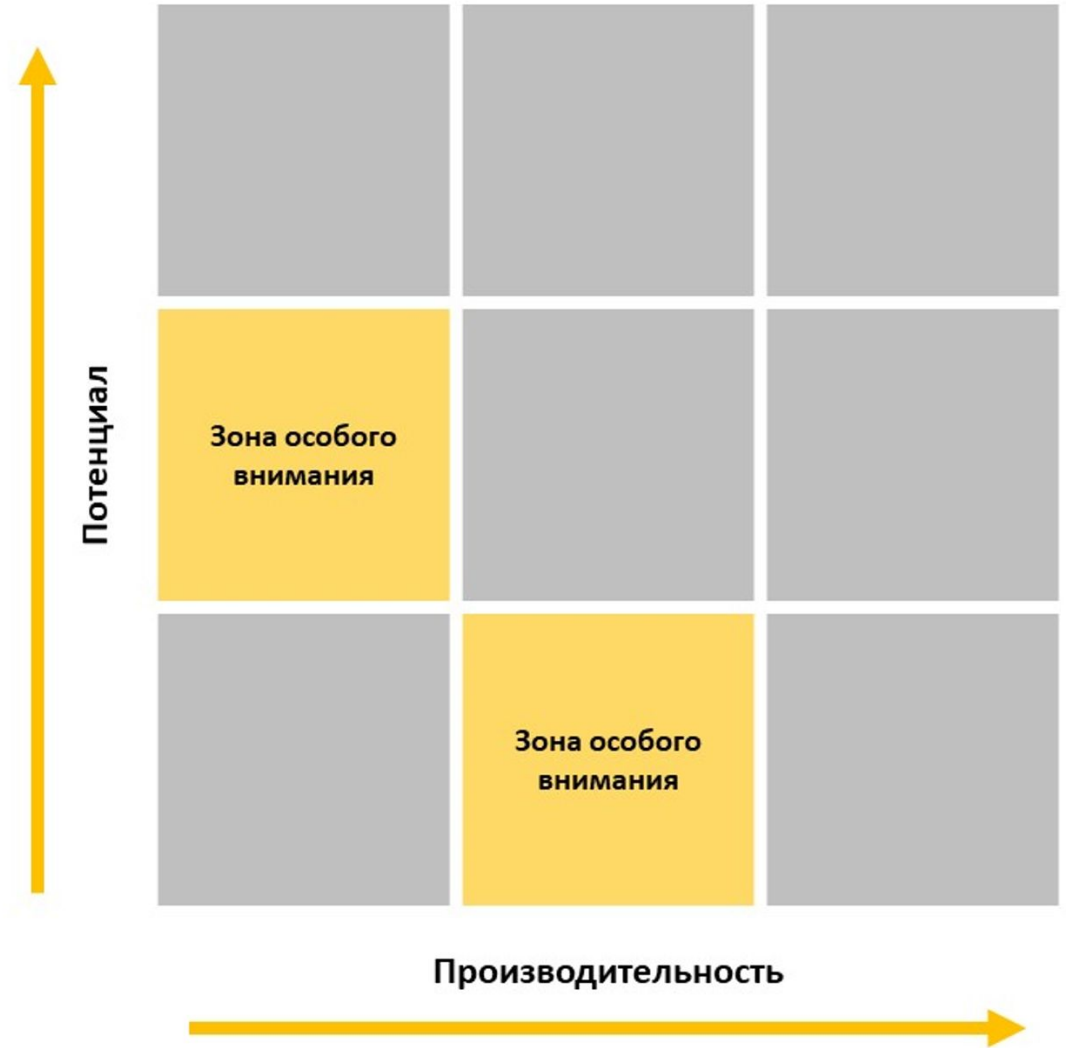 Потенциал
Зона особого
внимания
Зона особого
внимания
Производительность